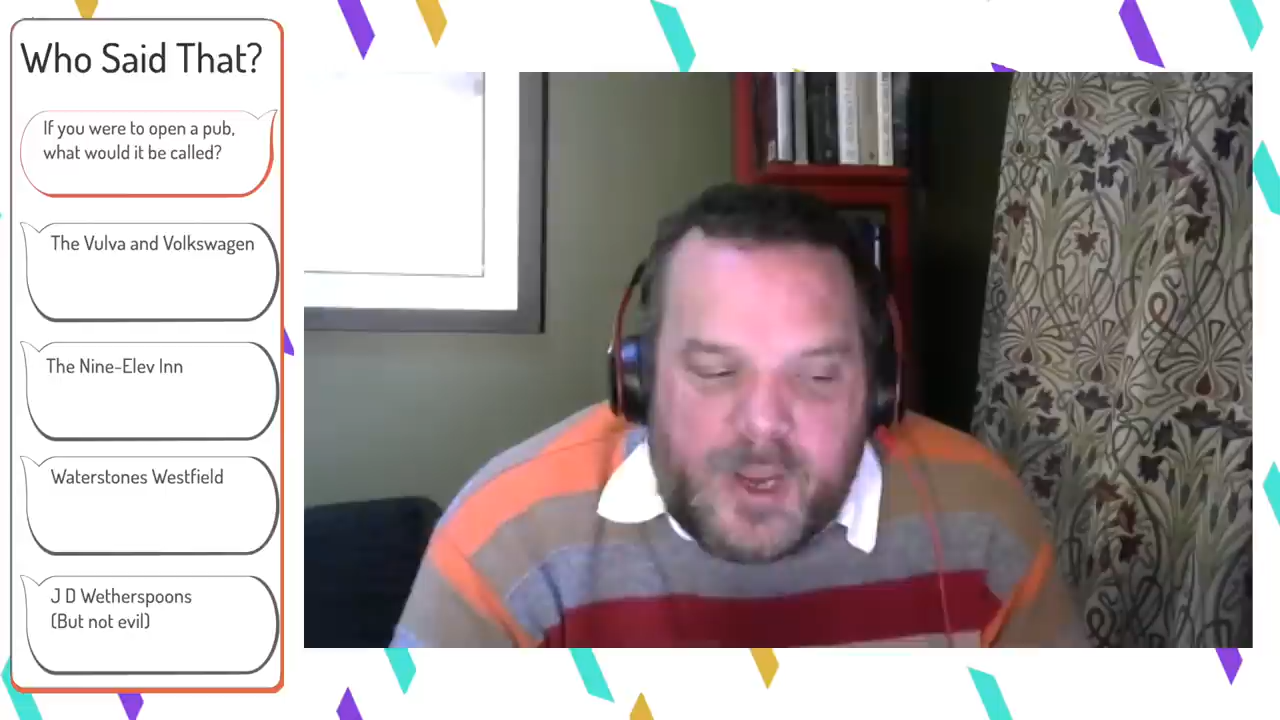 Who Said That?
If you were to open a pub,
what would it be called?
The Vulva and Volkswagen
The Nine-Elev Inn
Waterstones Westfield
J D Wetherspoons
(But not evil)